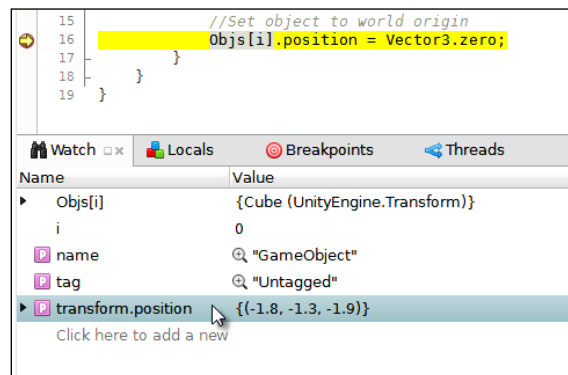 15 //Set object to world origin
16 Objs[i].position = Vector3.zero;
17 }
18 }
19 }
Watch Locals Breakpoints Threads
Name Value
Objs[i] {Cube (UnityEngine.Transform)}
i 0
P name "GameObject"
P tag "Untagged"
P transform.position {(-1.8, -1.3, -1.9)}
Click here to add a new